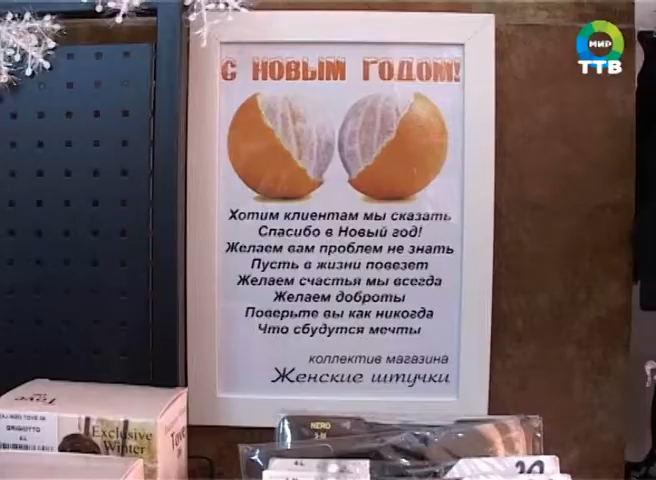 МИР
ТТВ
С НОВЫМ ГОДОМ!
Хотим клиентам мы сказать
Спасибо в Новый год!
Желаем вам проблем не знать
Пусть в жизни повезет
Желаем счастья мы всегда
Желаем доброты
Поверьте вы как никогда
Что сбудутся мечты
коллектив магазина
Женские штучки
Exclusive
Winter
GRIGIOTTO
NERO
S-M